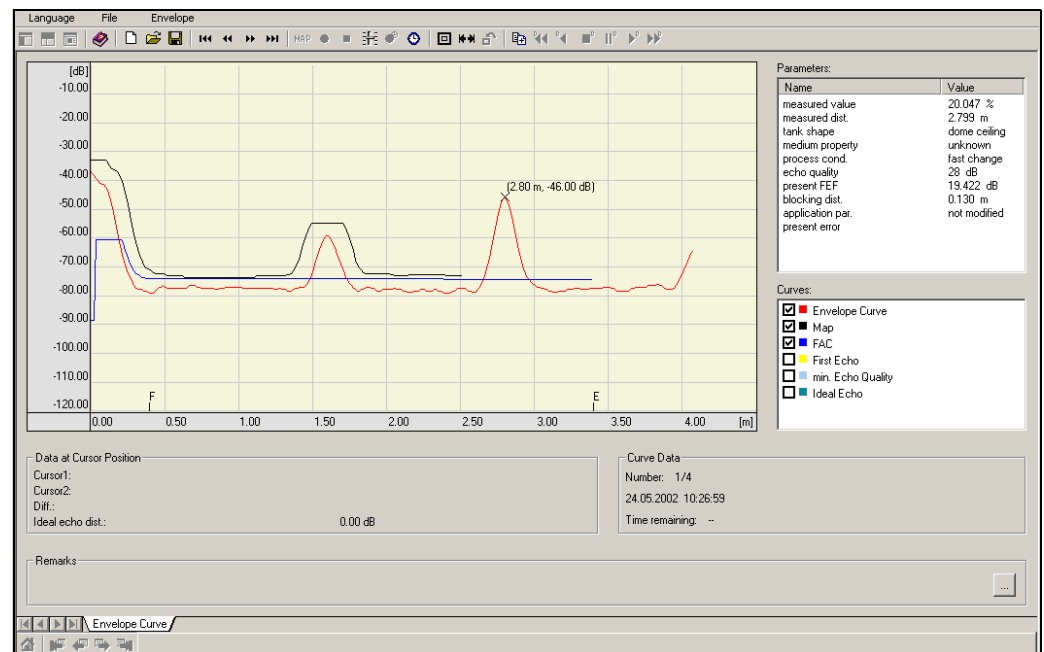 Language File Envelope
MAP
[dB]
-10.00
-20.00
-30.00
-40.00
-50.00
-60.00
-70.00
-80.00
-90.00
-100.00
-110.00
-120.00
(2.80 m, -46.00 dB)
F
E
0.00 0.50 1.00 1.50 2.00 2.50 3.00 3.50 4.00 [m]
Parameters:
Name Value
measured value 20.047 %
measured dist. 2.799 m
tank shape dome ceiling
medium property unknown
process cond. fast change
echo quality 28 dB
present FEF 19.422 dB
blocking dist. 0.130 m
application par. not modified
present error
Curves:
Envelope Curve
Map
FAC
First Echo
min. Echo Quality
Ideal Echo
Data at Cursor Position
Cursor1:
Cursor2:
Diff.:
Ideal echo dist.: 0.00 dB
Curve Data
Number: 1/4
24.05.2002 10:26:59
Time remaining: --
Remarks
...
Envelope Curve